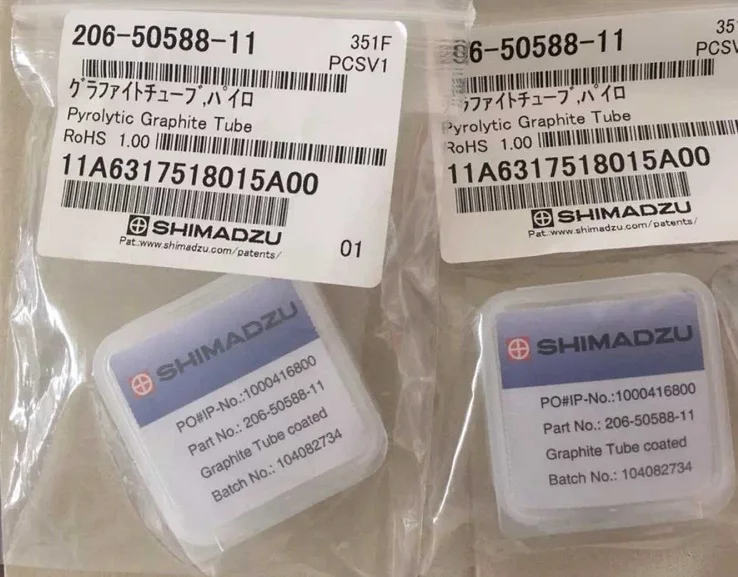 206-50588-11
351F
PCSV1
グラファイトチューブ,パイロ
Pyrolytic Graphite Tube
RoHS 1.00
11A6317518015A00
SHIMADZU
Pat.:www.shimadzu.com/patents/
01
SHIMADZU
PO#IP-No.:1000416800
Part No.: 206-50588-11
Graphite Tube coated
Batch No.: 104082734
6-50588-11
351
PCSV
ラファイトチューブ,パイロ
Pyrolytic Graphite Tube
RoHS 1.00
11A6317518015A00
SHIMADZU
Pat.:www.shimadzu.com/patents/
SHIMADZU
PO#IP-No.:1000416800
Part No.: 206-50588-11
Graphite Tube coated
Batch No.: 104082734